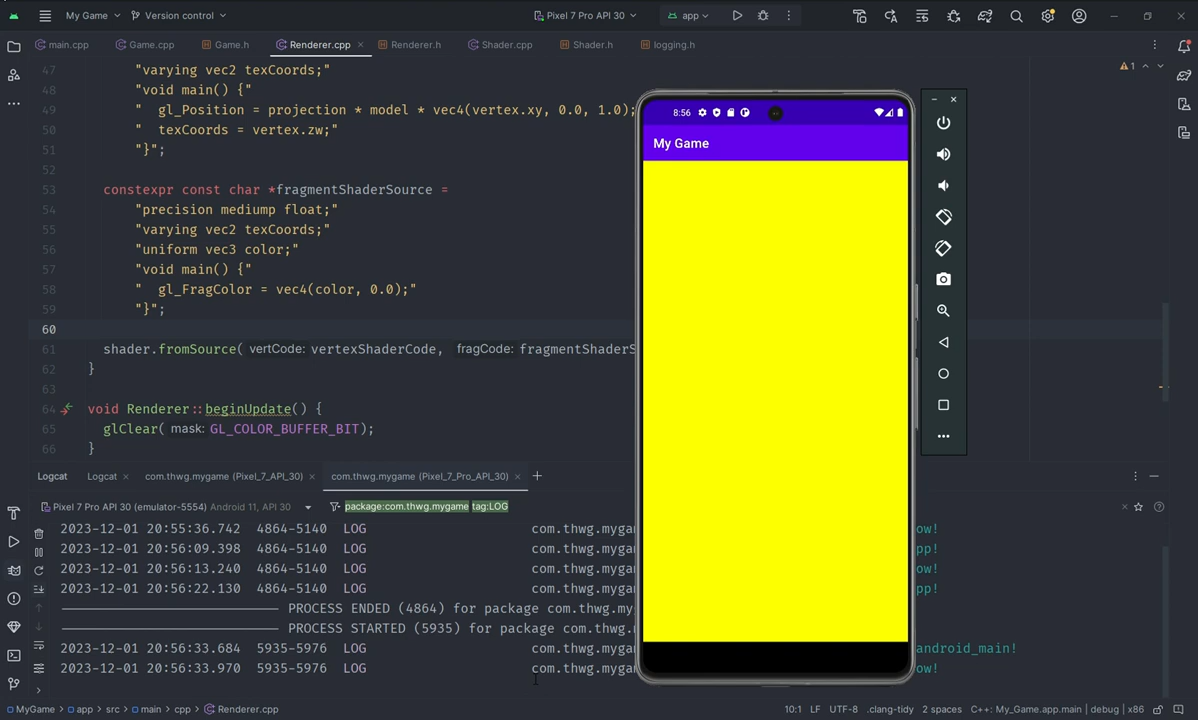 My Game
Version control
Pixel 7 Pro API 30
app
main.cpp
Game.cpp
Game.h
Renderer.cpp
Renderer.h
Shader.cpp
Shader.h
logging.h
1
47 "varying vec2 texCoords;"
48 "void main() {"
49 "  gl_Position = projection * model * vec4(vertex.xy, 0.0, 1.0);
50 "  texCoords = vertex.zw;"
51 "}";
52
53 constexpr const char *fragmentShaderSource =
54 "precision mediump float;"
55 "varying vec2 texCoords;"
56 "uniform vec3 color;"
57 "void main() {"
58 "  gl_FragColor = vec4(color, 0.0);"
59 "}";
60
61 shader.fromSource( vertCode: vertexShaderCode, fragCode: fragmentShaderS
62 }
63
64 void Renderer::beginUpdate() {
65 glClear( mask: GL_COLOR_BUFFER_BIT);
66 }
8:56
My Game
Logcat
Logcat
com.thwg.mygame (Pixel_7_API_30)
com.thwg.mygame (Pixel_7_Pro_API_30)
Pixel 7 Pro API 30 (emulator-5554) Android 11, API 30
package:com.thwg.mygame tag:LOG
2023-12-01 20:55:36.742 4864-5140 LOG com.thwg.mygam ow!
2023-12-01 20:56:09.398 4864-5140 LOG com.thwg.mygam pp!
2023-12-01 20:56:13.240 4864-5140 LOG com.thwg.mygam ow!
2023-12-01 20:56:22.130 4864-5140 LOG com.thwg.mygam pp!
PROCESS ENDED (4864) for package com.thwg.my
PROCESS STARTED (5935) for package com.thwg.
2023-12-01 20:56:33.684 5935-5976 LOG com.thwg.mygam android_main!
2023-12-01 20:56:33.970 5935-5976 LOG com.thwg.mygam ow!
MyGame > app > src > main > cpp > Renderer.cpp
10:1 LF UTF-8 .clang-tidy 2 spaces C++: My_Game.app.main | debug | x86